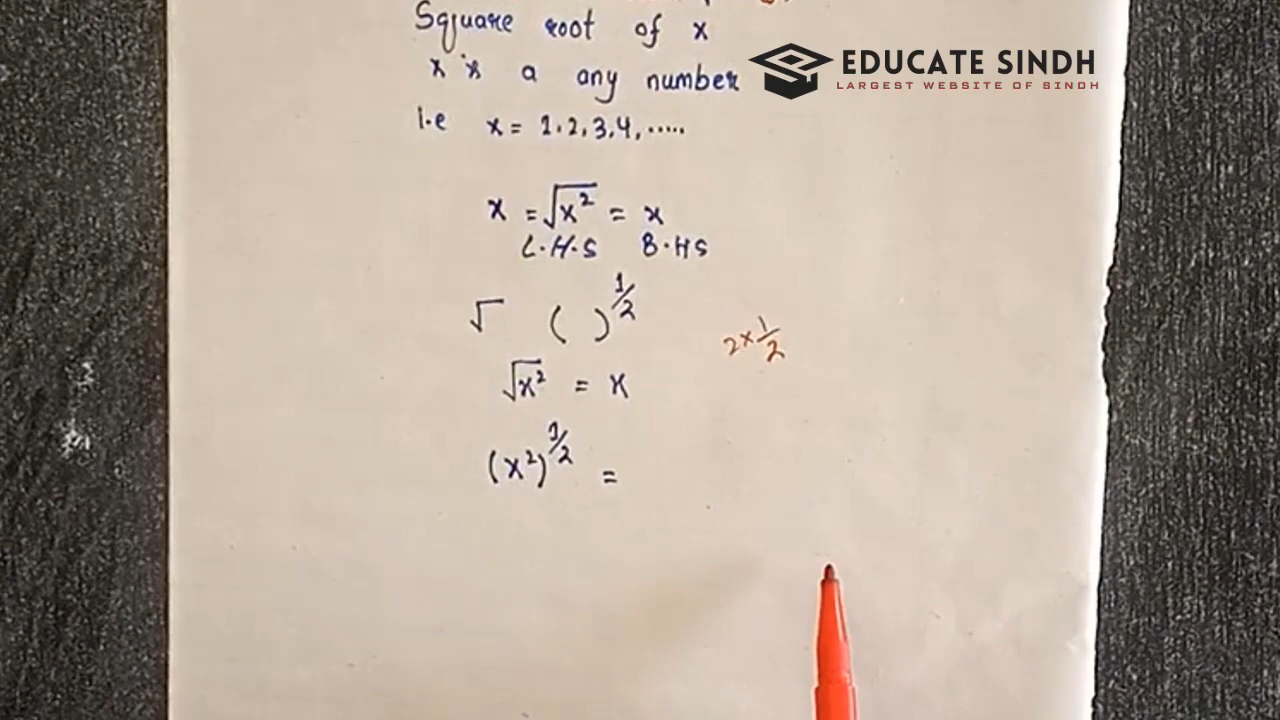 Square root of x
x is a any number
EDUCATE SINDH
LARGEST WEBSITE OF SINDH
i.e x = 1,2,3,4,.....
x = √x² = x
L.H.S R.H.S
√ ( )^1/2
2×1/2
√x² = x
(x²)^1/2 =